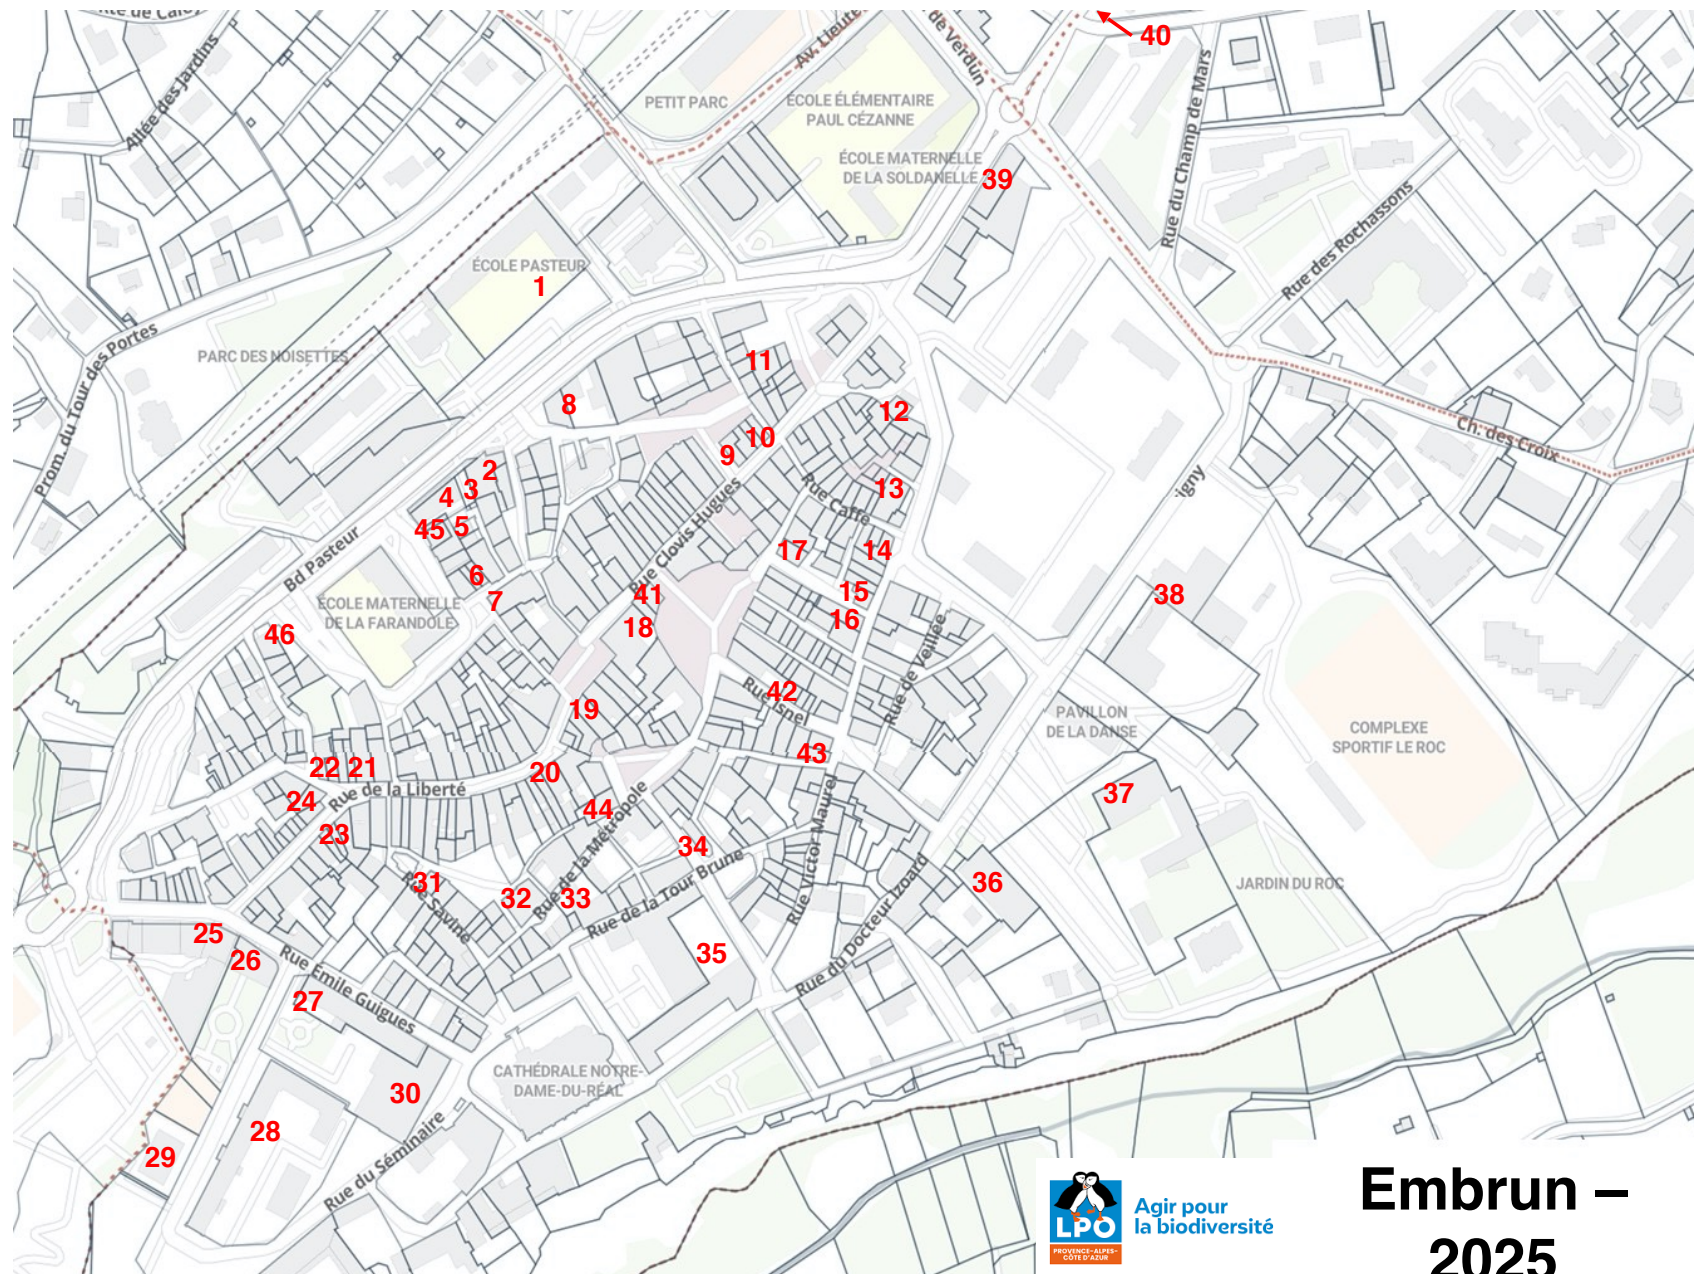 Allée des Jardins
Av. Lieute
de Verdun
40
PETIT PARC
ÉCOLE ÉLÉMENTAIRE
PAUL CÉZANNE
ÉCOLE MATERNELLE
DE LA SOLDANELLE
39
Rue du Champ de Mars
Rue des Rochassons
ÉCOLE PASTEUR
1
PARC DES NOISETTES
Prom. du Tour des Portes
11
8
12
10
9
Ch. des Croix
2
3
4
13
igny
Rue Caffe
45
5
Rue Clovis Hugues
17
14
Bd Pasteur
6
7
41
15
38
ÉCOLE MATERNELLE
DE LA FARANDOLE
46
18
16
Rue de Veillée
42
Rue Isnel
19
PAVILLON
DE LA DANSE
COMPLEXE
SPORTIF LE ROC
43
22
21
20
Rue de la Liberté
24
44
37
23
Rue de la Métropole
34
Rue Victor Maurel
31
Rue Savine
32
33
Rue de la Tour Brune
36
JARDIN DU ROC
25
26
35
Rue du Docteur Izoard
Rue Emile Guigues
27
CATHÉDRALE NOTRE-
DAME-DU-RÉAL
30
28
29
Rue du Séminaire
LPO
PROVENCE-ALPES-
CÔTE D'AZUR
Agir pour
la biodiversité
Embrun –
2025